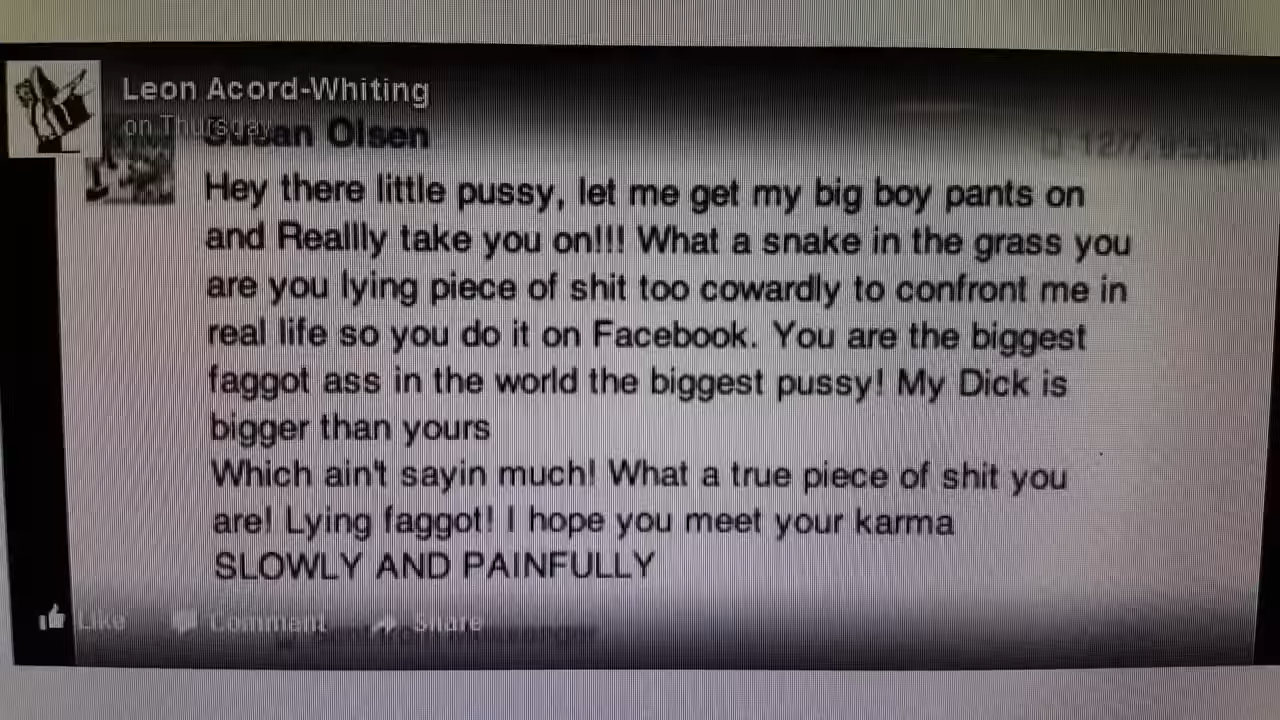 Leon Acord-Whiting
on Thursday
Susan Olsen
Hey there little pussy, let me get my big boy pants on
and Reallly take you on!!! What a snake in the grass you
are you lying piece of shit too cowardly to confront me in
real life so you do it on Facebook. You are the biggest
faggot ass in the world the biggest pussy! My Dick is
bigger than yours
Which ain't sayin much! What a true piece of shit you
are! Lying faggot! I hope you meet your karma
SLOWLY AND PAINFULLY
Like Comment Share